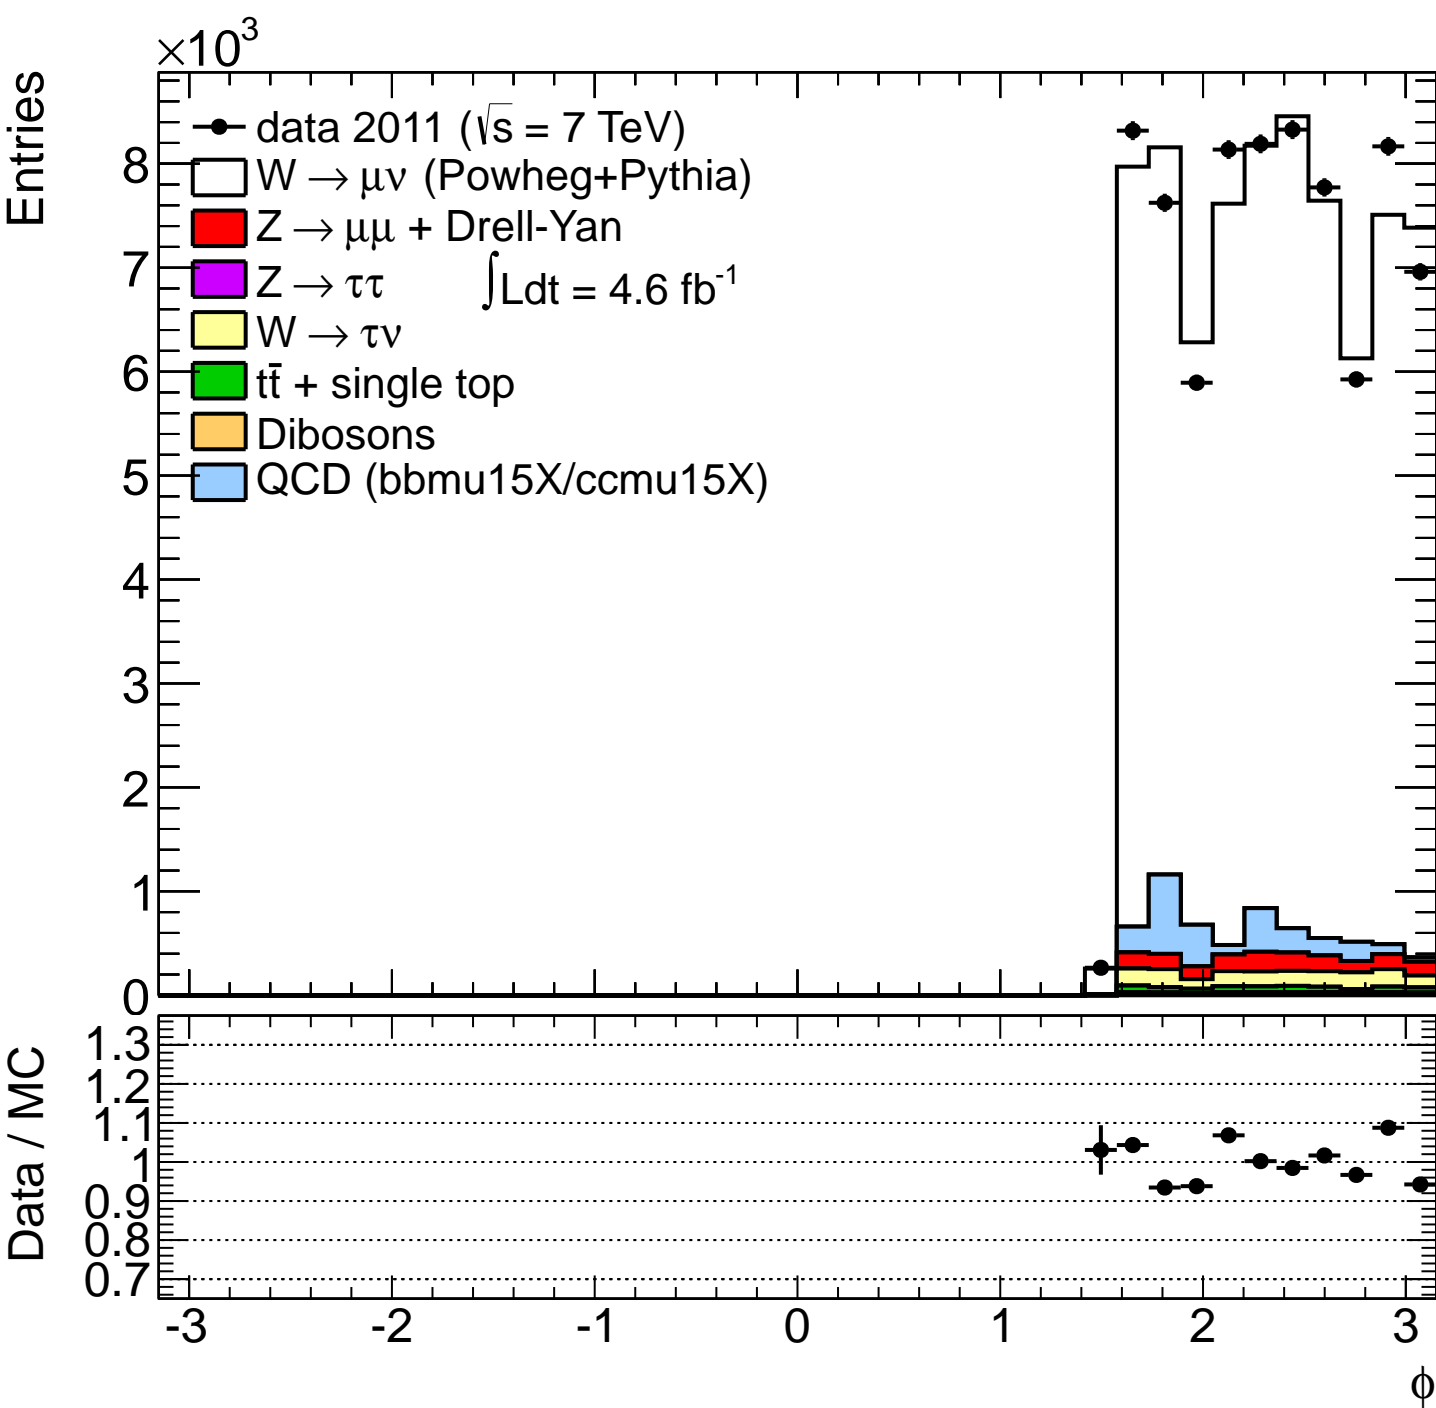 ×10³
Entries
data 2011 (√s = 7 TeV)
W → μν (Powheg+Pythia)
Z → μμ + Drell-Yan
Z → ττ
∫Ldt = 4.6 fb⁻¹
W → τν
tt̄ + single top
Dibosons
QCD (bbmu15X/ccmu15X)
8
7
6
5
4
3
2
1
0
Data / MC
1.3
1.2
1.1
1
0.9
0.8
0.7
-3 -2 -1 0 1 2 3
ϕ